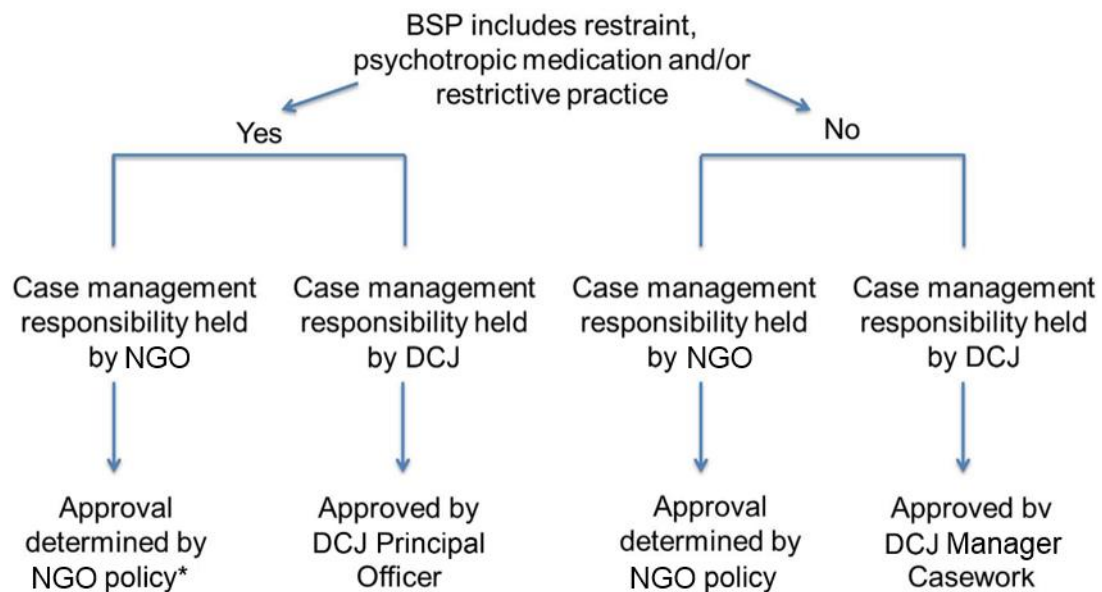 BSP includes restraint,
psychotropic medication and/or
restrictive practice
Yes
No
Case management
responsibility held
by NGO
Case management
responsibility held
by DCJ
Case management
responsibility held
by NGO
Case management
responsibility held
by DCJ
Approval
determined by
NGO policy*
Approved by
DCJ Principal
Officer
Approval
determined by
NGO policy
Approved bv
DCJ Manager
Casework